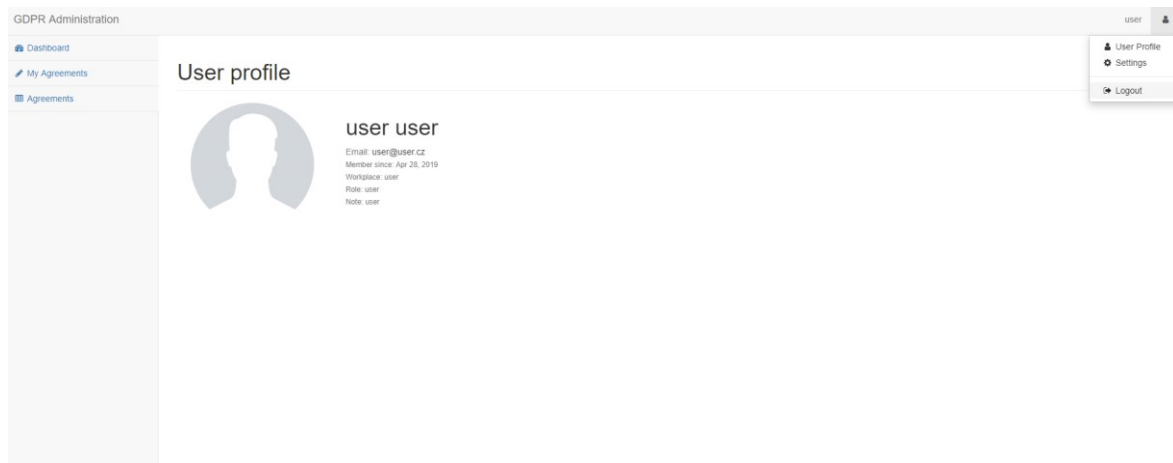 GDPR Administration
user
Dashboard
My Agreements
Agreements
User Profile
Settings
Logout
User profile
user user
Email: user@user.cz
Member since: Apr 28, 2019
Workplace: user
Role: user
Note: user